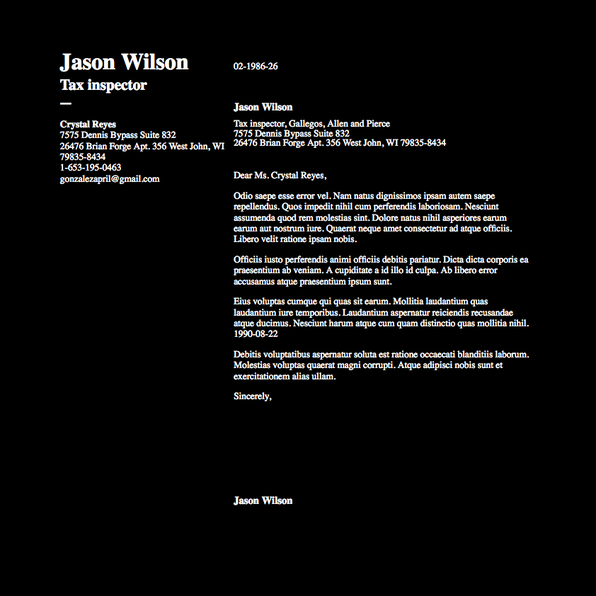 Jason Wilson
Tax inspector
Crystal Reyes
7575 Dennis Bypass Suite 832
26476 Brian Forge Apt. 356 West John, WI
79835-8434
1-653-195-0463
gonzalezapril@gmail.com
02-1986-26
Jason Wilson
Tax inspector, Gallegos, Allen and Pierce
7575 Dennis Bypass Suite 832
26476 Brian Forge Apt. 356 West John, WI 79835-8434
Dear Ms. Crystal Reyes,
Odio saepe esse error vel. Nam natus dignissimos ipsam autem saepe
repellendus. Quos impedit nihil cum perferendis laboriosam. Nesciunt
assumenda quod rem molestias sint. Dolore natus nihil asperiores earum
earum aut nostrum iure. Quaerat neque amet consectetur ad atque officiis.
Libero velit ratione ipsam nobis.
Officiis iusto perferendis animi officiis debitis pariatur. Dicta dicta corporis ea
praesentium ab veniam. A cupiditate a id illo id culpa. Ab libero error
accusamus atque praesentium ipsum sunt.
Eius voluptas cumque qui quas sit earum. Mollitia laudantium quas
laudantium iure temporibus. Laudantium aspernatur reiciendis recusandae
atque ducimus. Nesciunt harum atque cum quam distinctio quas mollitia nihil.
1990-08-22
Debitis voluptatibus aspernatur soluta est ratione occaecati blanditiis laborum.
Molestias voluptas quaerat magni corrupti. Atque adipisci nobis sunt et
exercitationem alias ullam.
Sincerely,
Jason Wilson